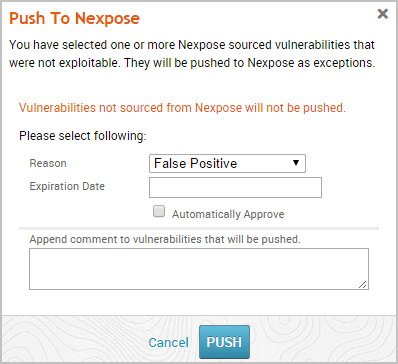 Push To Nexpose
You have selected one or more Nexpose sourced vulnerabilities that
were not exploitable. They will be pushed to Nexpose as exceptions.
Vulnerabilities not sourced from Nexpose will not be pushed.
Please select following:
Reason
False Positive
Expiration Date
Automatically Approve
Append comment to vulnerabilities that will be pushed.
Cancel
PUSH